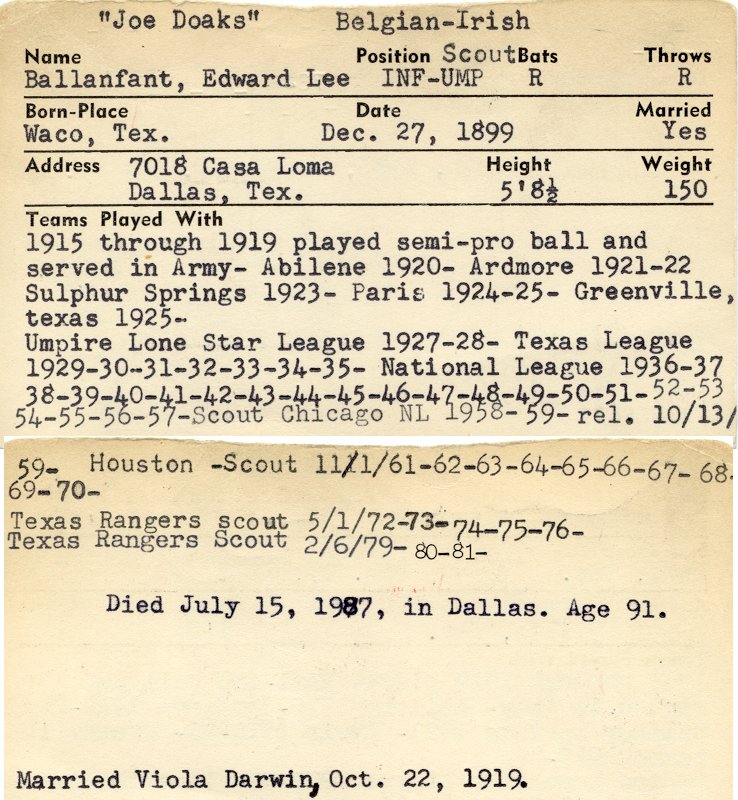 "Joe Doaks" Belgian-Irish
Name Position Scout Bats Throws
Ballanfant, Edward Lee INF-UMP R R
Born-Place Date Married
Waco, Tex. Dec. 27, 1899 Yes
Address 7018 Casa Loma Height Weight
Dallas, Tex. 5'8½ 150
Teams Played With
1915 through 1919 played semi-pro ball and
served in Army- Abilene 1920- Ardmore 1921-22
Sulphur Springs 1923- Paris 1924-25- Greenville,
texas 1925-
Umpire Lone Star League 1927-28- Texas League
1929-30-31-32-33-34-35- National League 1936-37
38-39-40-41-42-43-44-45-46-47-48-49-50-51-52-53
54-55-56-57-Scout Chicago NL 1958-59-rel. 10/13/
59- Houston -Scout 11/1/61-62-63-64-65-66-67-68-
69-70-
Texas Rangers scout 5/1/72-73-74-75-76-
Texas Rangers Scout 2/6/79-80-81-
Died July 15, 1987, in Dallas. Age 91.
Married Viola Darwin, Oct. 22, 1919.